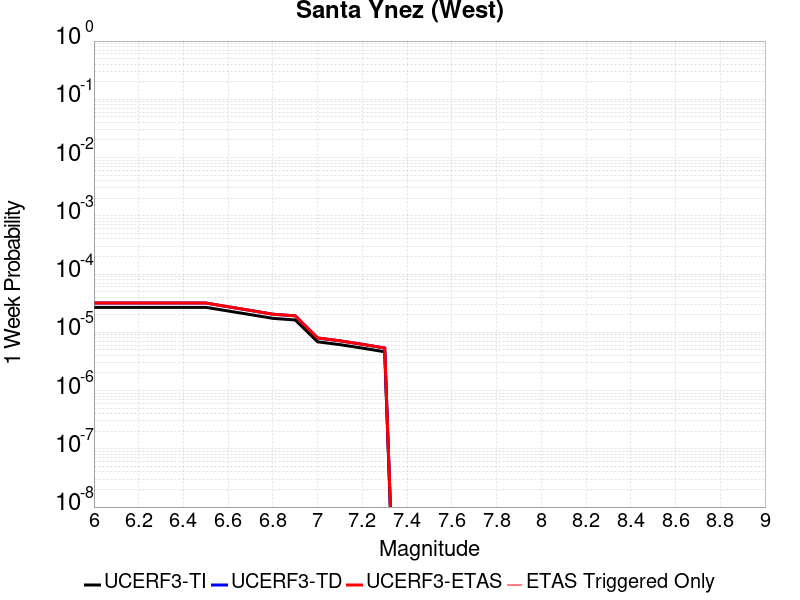 Santa Ynez (West)
10^0
10^-1
10^-2
10^-3
10^-4
10^-5
10^-6
10^-7
10^-8
1 Week Probability
6 6.2 6.4 6.6 6.8 7 7.2 7.4 7.6 7.8 8 8.2 8.4 8.6 8.8 9
Magnitude
UCERF3-TI UCERF3-TD UCERF3-ETAS ETAS Triggered Only